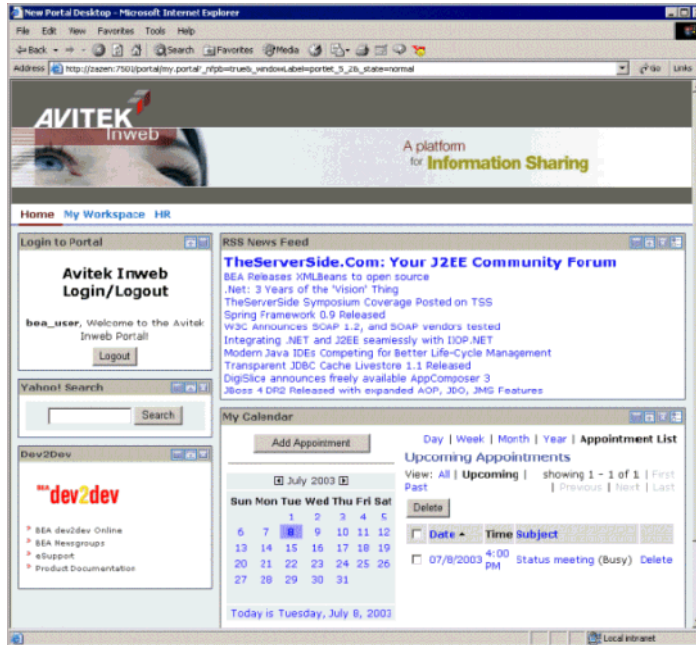 New Portal Desktop - Microsoft Internet Explorer
File Edit View Favorites Tools Help
Back Search Favorites Media
Address http://zazen:7501/portal/my.portal?_nfpb=true&_windowLabel=portlet_5_2&_state=normal Go Links
AVITEK
Inweb
A platform
for Information Sharing
Home My Workspace HR
Login to Portal
Avitek Inweb
Login/Logout
bea_user, Welcome to the Avitek
Inweb Portal!
Logout
Yahoo! Search
Search
Dev2Dev
dev2dev
BEA dev2dev Online
BEA Newsgroups
eSupport
Product Documentation
RSS News Feed
TheServerSide.Com: Your J2EE Community Forum
BEA Releases XMLBeans to open source
.Net: 3 Years of the 'Vision' Thing
TheServerSide Symposium Coverage Posted on TSS
Spring Framework 0.9 Released
W3C Announces SOAP 1.2, and SOAP vendors tested
Integrating .NET and J2EE seamlessly with IIOP.NET
Modern Java IDEs Competing for Better Life-Cycle Management
Transparent JDBC Cache Livestore 1.1 Released
DigiSlice announces freely available AppComposer 3
JBoss 4 DR2 Released with expanded AOP, JDO, JMS Features
My Calendar
Add Appointment
July 2003
Sun Mon Tue Wed Thu Fri Sat
1 2 3 4 5
6 7 8 9 10 11 12
13 14 15 16 17 18 19
20 21 22 23 24 25 26
27 28 29 30 31
Today is Tuesday, July 8, 2003
Day | Week | Month | Year | Appointment List
Upcoming Appointments
View: All | Upcoming | showing 1 - 1 of 1 | First
Past | Previous | Next | Last
Delete
Date Time Subject
07/8/2003 4:00 PM Status meeting (Busy) Delete
Local intranet